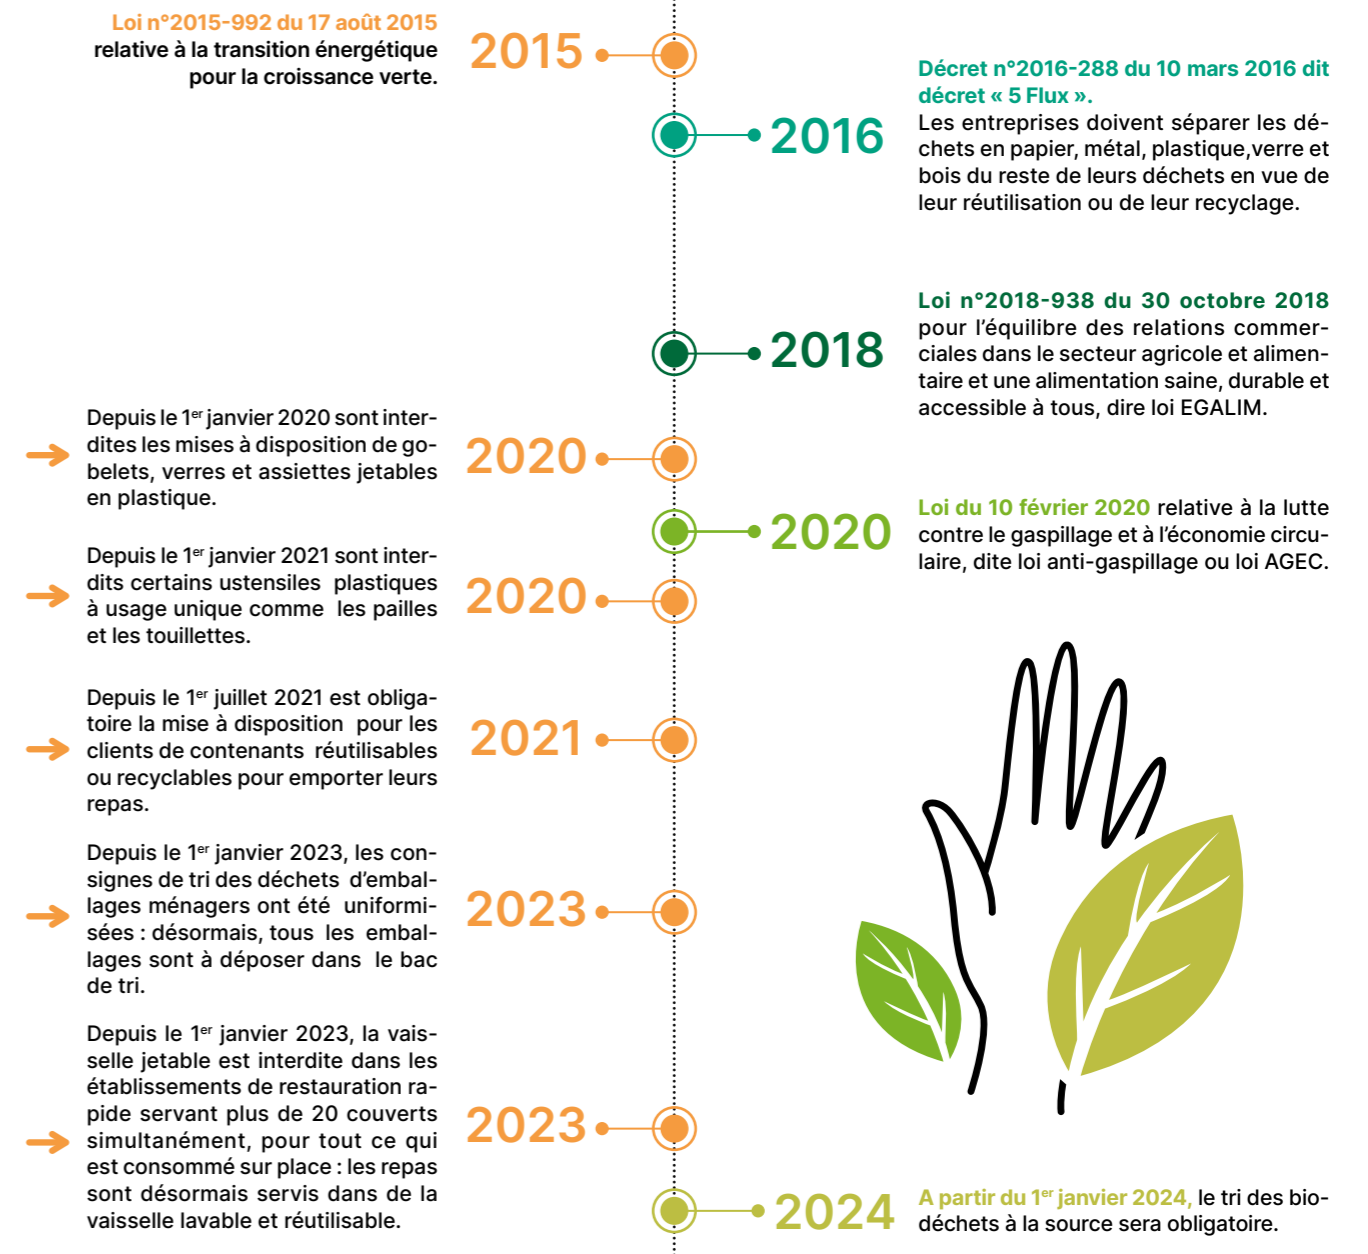 Loi n°2015-992 du 17 août 2015
relative à la transition énergétique
pour la croissance verte.
2015
2016
Décret n°2016-288 du 10 mars 2016 dit
décret « 5 Flux ».
Les entreprises doivent séparer les dé-
chets en papier, métal, plastique,verre et
bois du reste de leurs déchets en vue de
leur réutilisation ou de leur recyclage.
2018
Loi n°2018-938 du 30 octobre 2018
pour l’équilibre des relations commer-
ciales dans le secteur agricole et alimen-
taire et une alimentation saine, durable et
accessible à tous, dire loi EGALIM.
Depuis le 1er janvier 2020 sont inter-
dites les mises à disposition de go-
belets, verres et assiettes jetables
en plastique.
2020
2020
Loi du 10 février 2020 relative à la lutte
contre le gaspillage et à l’économie circu-
laire, dite loi anti-gaspillage ou loi AGEC.
Depuis le 1er janvier 2021 sont inter-
dits certains ustensiles plastiques
à usage unique comme les pailles
et les touillettes.
2020
Depuis le 1er juillet 2021 est obliga-
toire la mise à disposition pour les
clients de contenants réutilisables
ou recyclables pour emporter leurs
repas.
2021
Depuis le 1er janvier 2023, les con-
signes de tri des déchets d’embal-
lages ménagers ont été uniformi-
sées : désormais, tous les embal-
lages sont à déposer dans le bac
de tri.
2023
Depuis le 1er janvier 2023, la vais-
selle jetable est interdite dans les
établissements de restauration ra-
pide servant plus de 20 couverts
simultanément, pour tout ce qui
est consommé sur place : les repas
sont désormais servis dans de la
vaisselle lavable et réutilisable.
2023
2024
A partir du 1er janvier 2024, le tri des bio-
déchets à la source sera obligatoire.